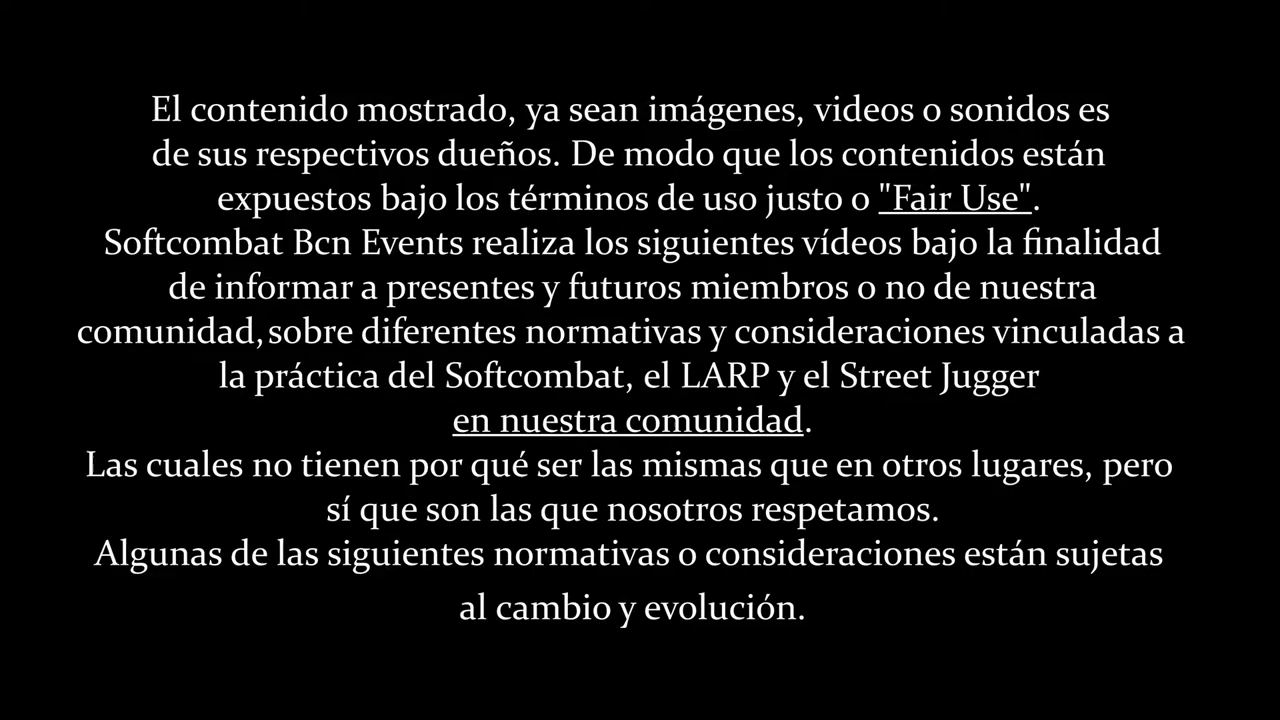 El contenido mostrado, ya sean imágenes, videos o sonidos es
de sus respectivos dueños. De modo que los contenidos están
expuestos bajo los términos de uso justo o "Fair Use".
Softcombat Bcn Events realiza los siguientes vídeos bajo la finalidad
de informar a presentes y futuros miembros o no de nuestra
comunidad, sobre diferentes normativas y consideraciones vinculadas a
la práctica del Softcombat, el LARP y el Street Jugger
en nuestra comunidad.
Las cuales no tienen por qué ser las mismas que en otros lugares, pero
sí que son las que nosotros respetamos.
Algunas de las siguientes normativas o consideraciones están sujetas
al cambio y evolución.